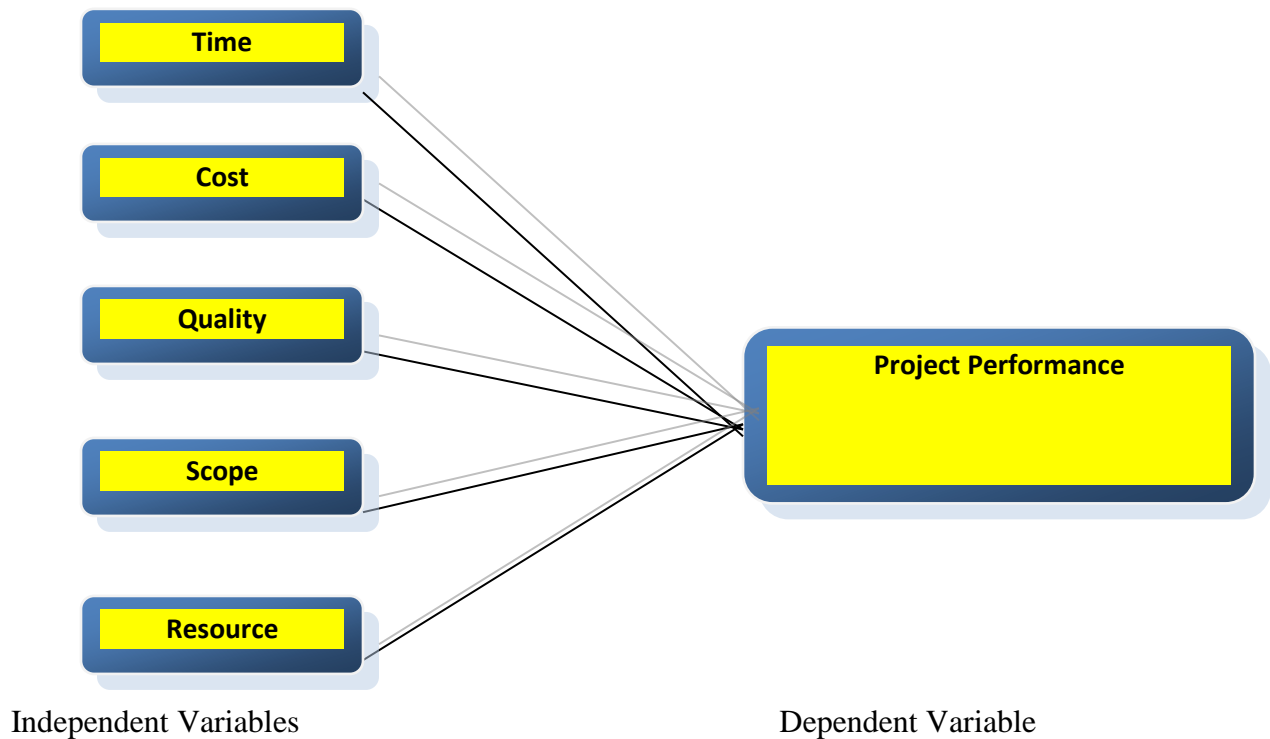 Time
Cost
Quality
Project Performance
Scope
Resource
Independent Variables
Dependent Variable